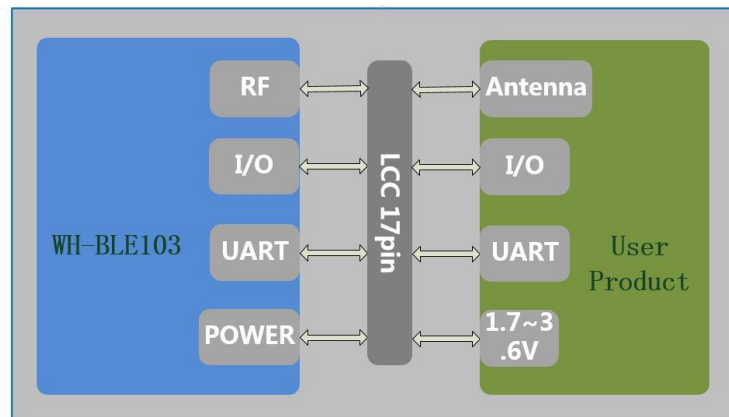 RF
Antenna
I/O
I/O
LCC 17pin
WH-BLE103
UART
UART
User
Product
POWER
1.7~3
.6V